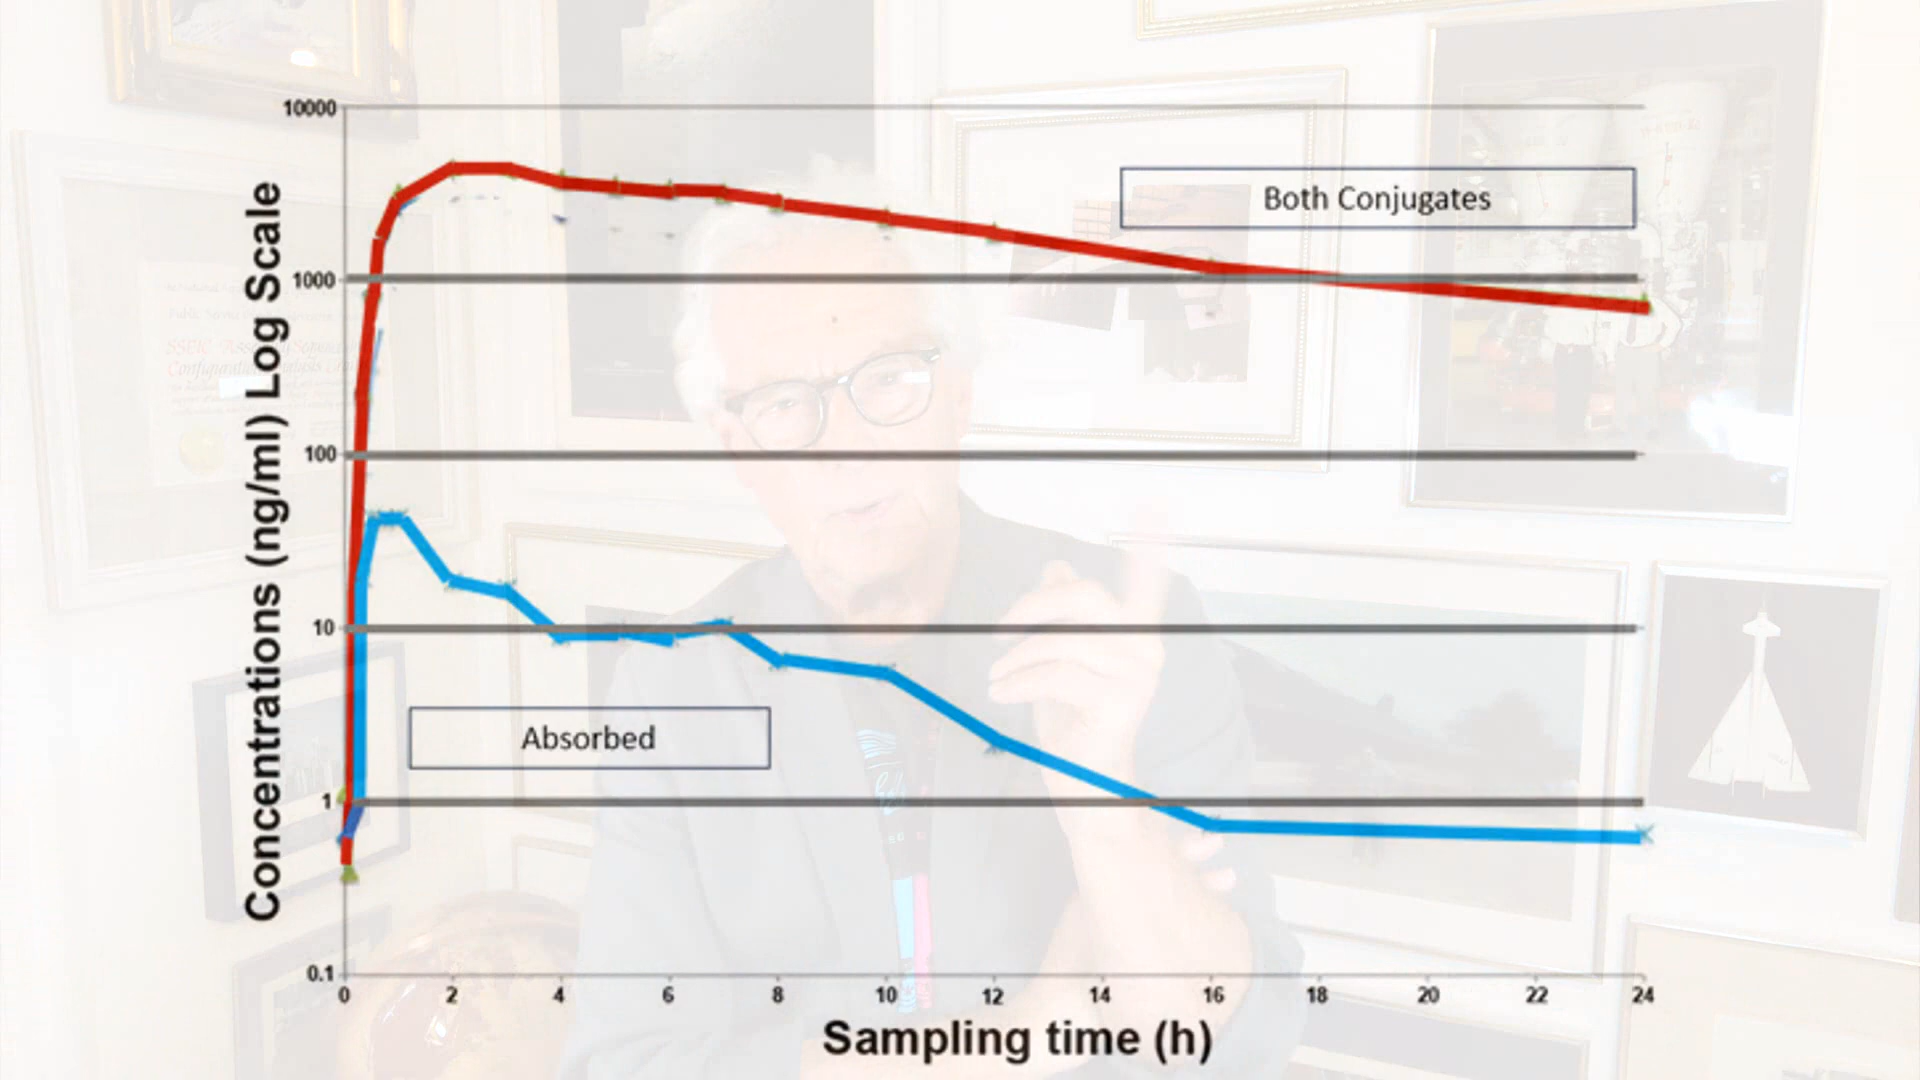 10000
1000
100
10
1
0.1
Concentrations (ng/ml) Log Scale
Both Conjugates
Absorbed
0 2 4 6 8 10 12 14 16 18 20 22 24
Sampling time (h)